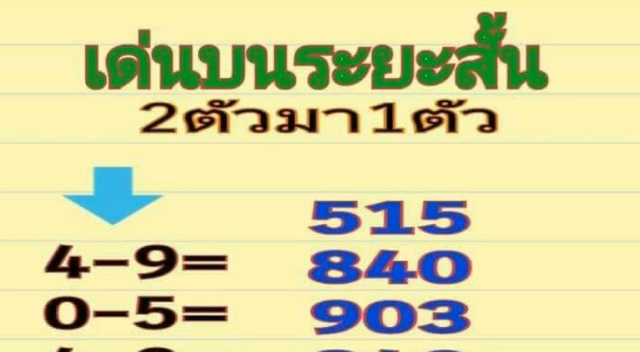 เด่นบนระยะสั้น
2ตัวมา1ตัว
515
4-9= 840
0-5= 903